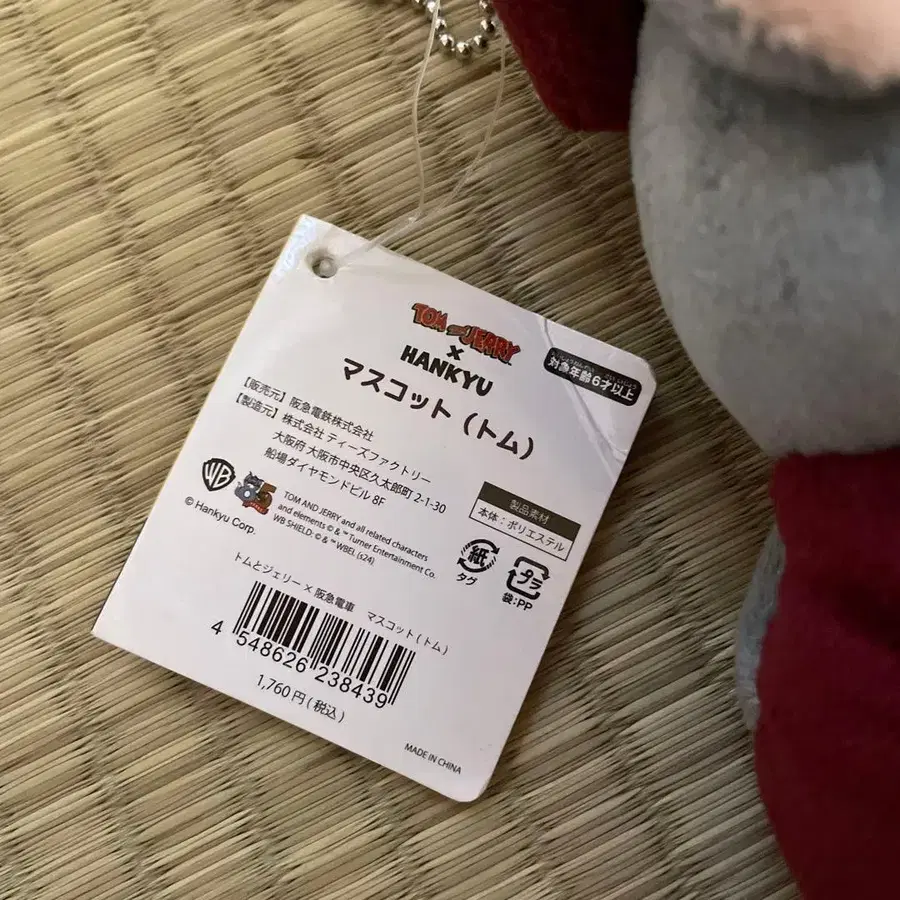 TOM AND JERRY
×
HANKYU
対象年齢6才以上
マスコット（トム）
【販売元】阪急電鉄株式会社
【製造元】株式会社 ティーズファクトリー
大阪府 大阪市中央区久太郎町 2-1-30
船場ダイヤモンドビル 8F
WB
85
TOM AND JERRY and all related characters
and elements © & ™ Turner Entertainment Co.
WB SHIELD: © & ™ WBEI. (s24)
© Hankyu Corp.
製品素材
本体：ポリエステル
紙
タグ
プラ
袋:PP
トムとジェリー × 阪急電車　マスコット（トム）
4 548626 238439
1,760円（税込）
MADE IN CHINA